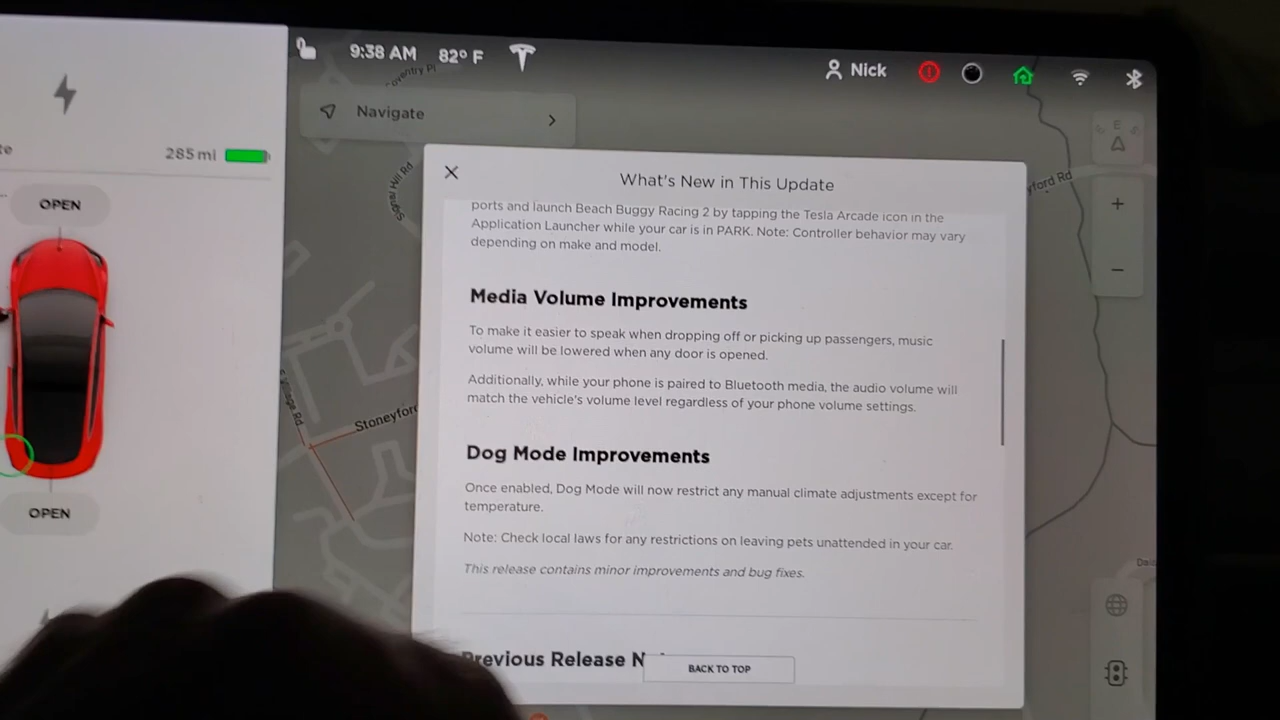 9:38 AM 82° F
Nick
Coventry Pl
Navigate
285 mi
OPEN
OPEN
Signal Hill Rd
Stoneyford
What's New in This Update
ports and launch Beach Buggy Racing 2 by tapping the Tesla Arcade icon in the
Application Launcher while your car is in PARK. Note: Controller behavior may vary
depending on make and model.
Media Volume Improvements
To make it easier to speak when dropping off or picking up passengers, music
volume will be lowered when any door is opened.
Additionally, while your phone is paired to Bluetooth media, the audio volume will
match the vehicle's volume level regardless of your phone volume settings.
Dog Mode Improvements
Once enabled, Dog Mode will now restrict any manual climate adjustments except for
temperature.
Note: Check local laws for any restrictions on leaving pets unattended in your car.
This release contains minor improvements and bug fixes.
Previous Release N
BACK TO TOP
E
yford Rd